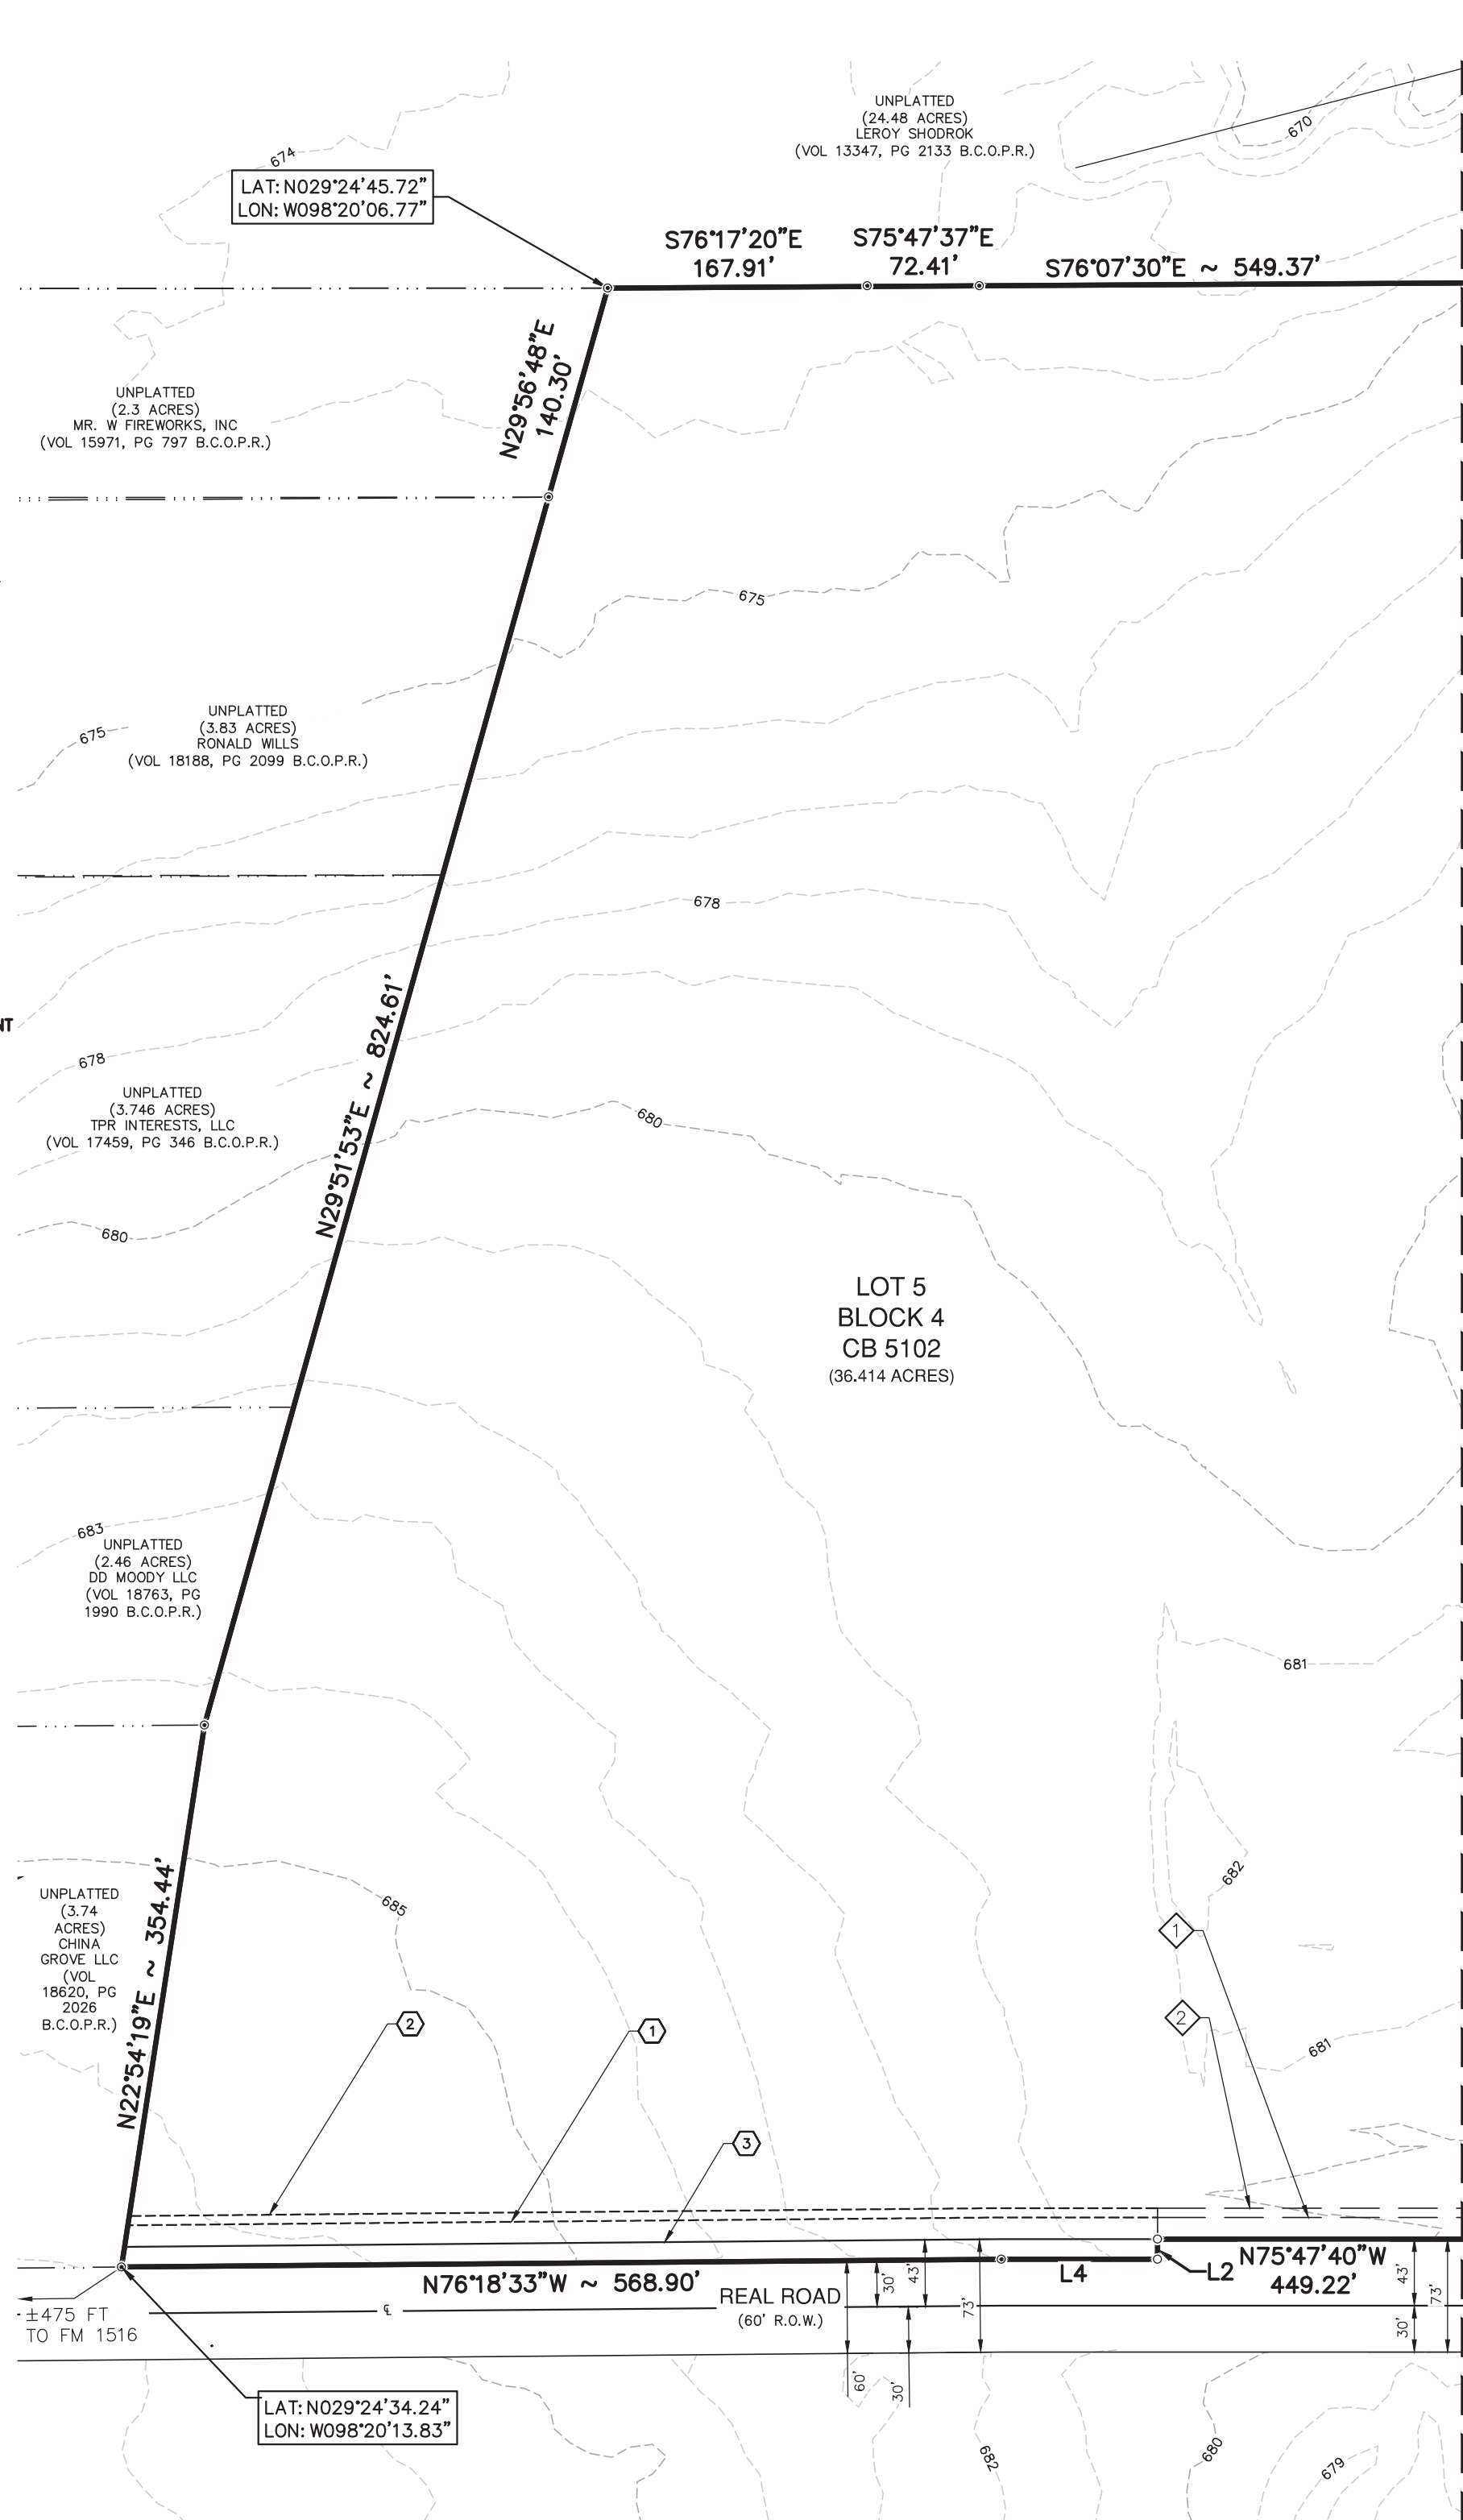 UNPLATTED
(24.48 ACRES)
LEROY SHODROK
(VOL 13347, PG 2133 B.C.O.P.R.)
670
674
LAT: N029°24'45.72"
LON: W098°20'06.77"
S76°17'20"E
167.91'
S75°47'37"E
72.41'
S76°07'30"E ~ 549.37'
N29°56'48"E
140.30'
UNPLATTED
(2.3 ACRES)
MR. W FIREWORKS, INC
(VOL 15971, PG 797 B.C.O.P.R.)
675
UNPLATTED
(3.83 ACRES)
RONALD WILLS
(VOL 18188, PG 2099 B.C.O.P.R.)
675
678
N29°51'53"E ~ 824.61'
NT
678
UNPLATTED
(3.746 ACRES)
TPR INTERESTS, LLC
(VOL 17459, PG 346 B.C.O.P.R.)
680
680
LOT 5
BLOCK 4
CB 5102
(36.414 ACRES)
683
UNPLATTED
(2.46 ACRES)
DD MOODY LLC
(VOL 18763, PG
1990 B.C.O.P.R.)
681
682
685
UNPLATTED
(3.74
ACRES)
CHINA
GROVE LLC
(VOL
18620, PG
2026
B.C.O.P.R.)
N22°54'19"E ~ 354.44'
1
2
2
1
681
3
N76°18'33"W ~ 568.90'
L4
L2
N75°47'40"W
449.22'
30'
43'
73'
43'
73'
30'
REAL ROAD
(60' R.O.W.)
℄
±475 FT
TO FM 1516
60'
30'
LAT: N029°24'34.24"
LON: W098°20'13.83"
682
680
679